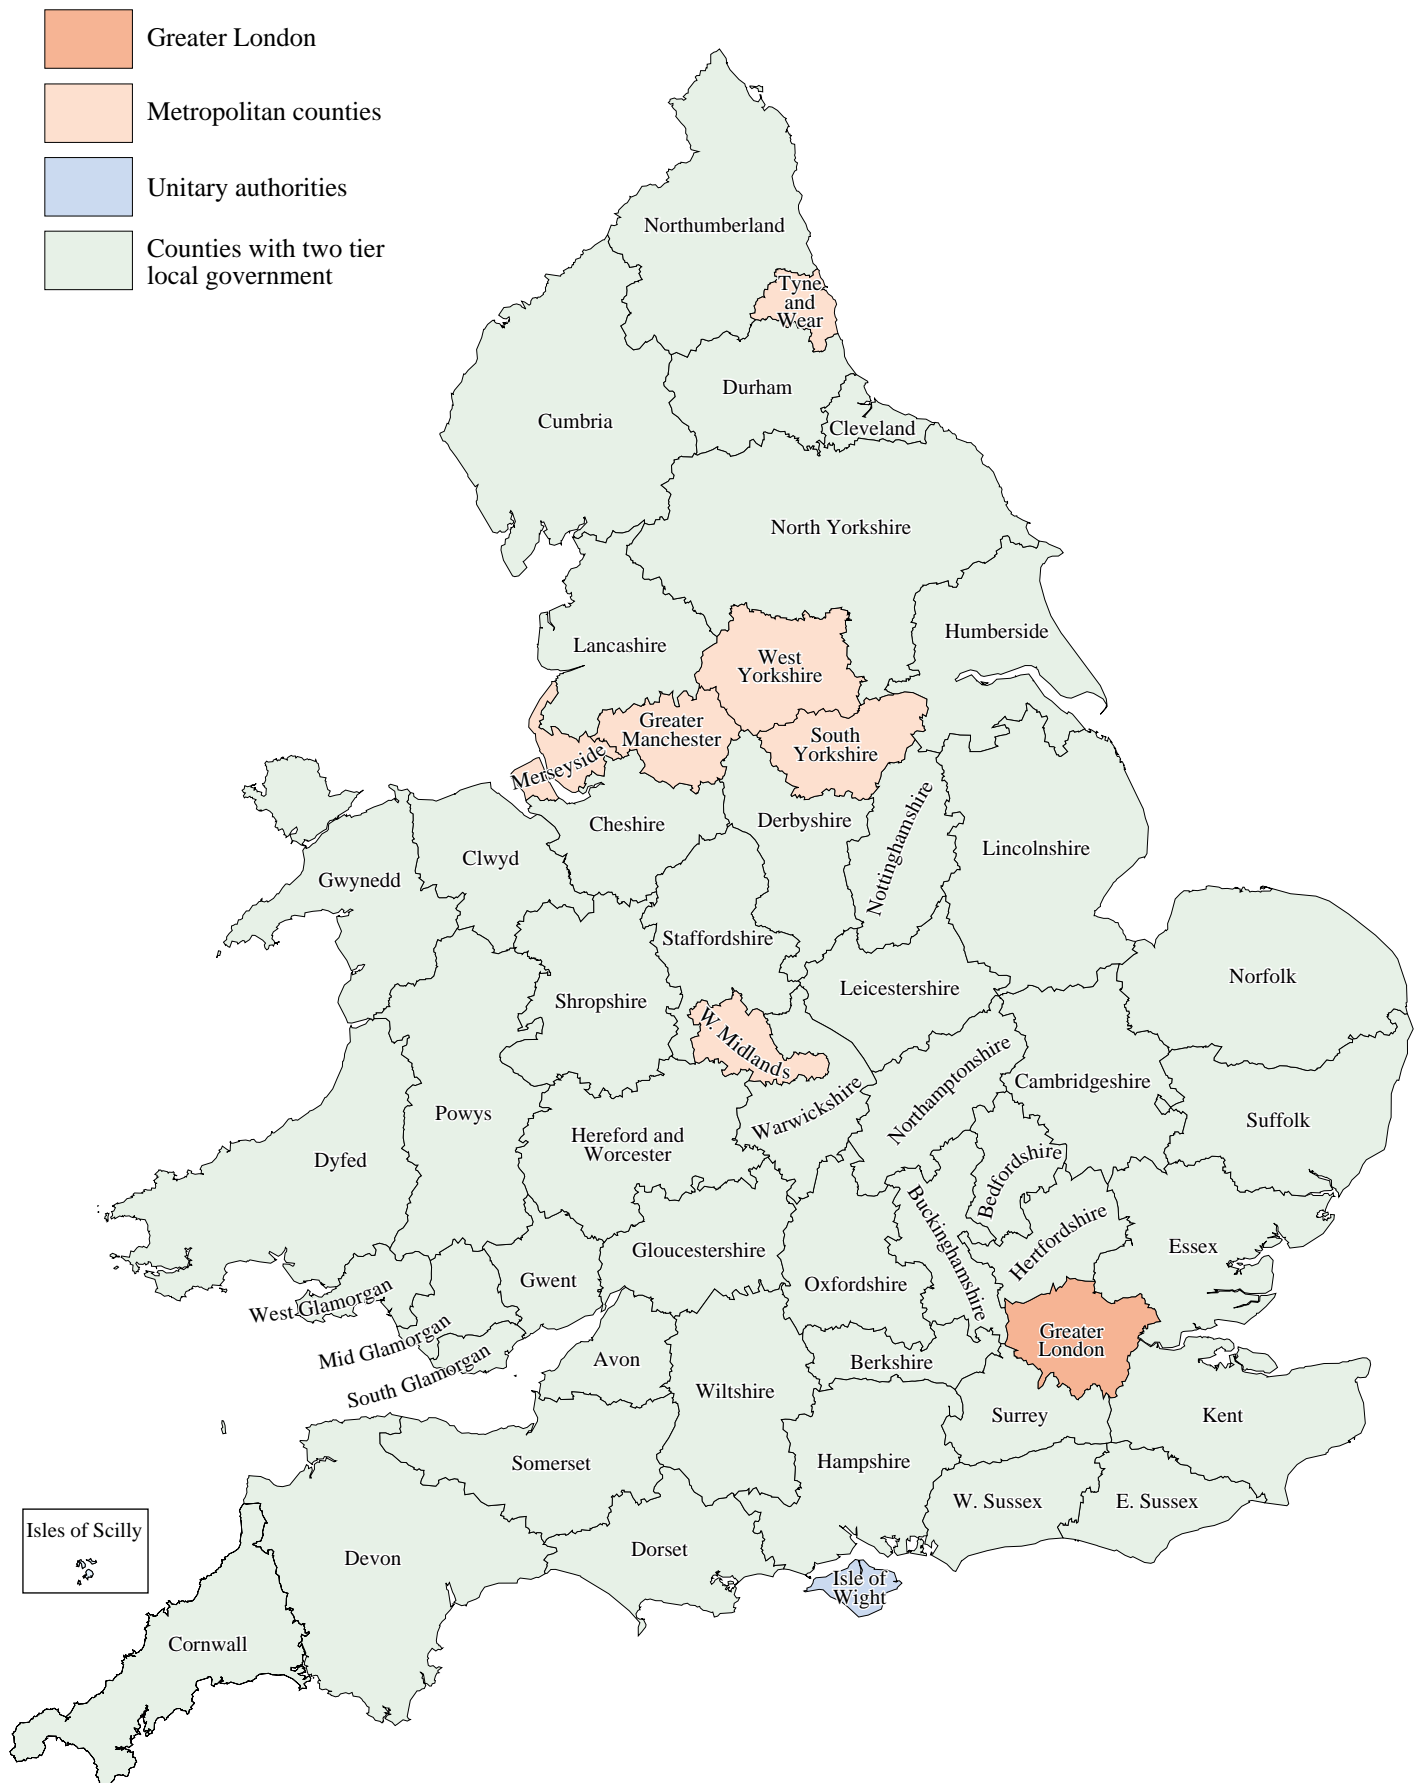 Greater London
Metropolitan counties
Unitary authorities
Counties with two tier
local government
Northumberland
Tyne
and
Wear
Durham
Cumbria
Cleveland
North Yorkshire
Humberside
Lancashire
West
Yorkshire
Greater
Manchester
South
Yorkshire
Merseyside
Cheshire
Derbyshire
Nottinghamshire
Lincolnshire
Clwyd
Gwynedd
Staffordshire
Norfolk
Leicestershire
Shropshire
W. Midlands
Northamptonshire
Cambridgeshire
Warwickshire
Powys
Suffolk
Hereford and
Worcester
Dyfed
Bedfordshire
Buckinghamshire
Hertfordshire
Essex
Gloucestershire
Gwent
Oxfordshire
West Glamorgan
Mid Glamorgan
South Glamorgan
Greater
London
Avon
Berkshire
Wiltshire
Surrey
Kent
Somerset
Hampshire
W. Sussex
E. Sussex
Isles of Scilly
Devon
Dorset
Isle of
Wight
Cornwall